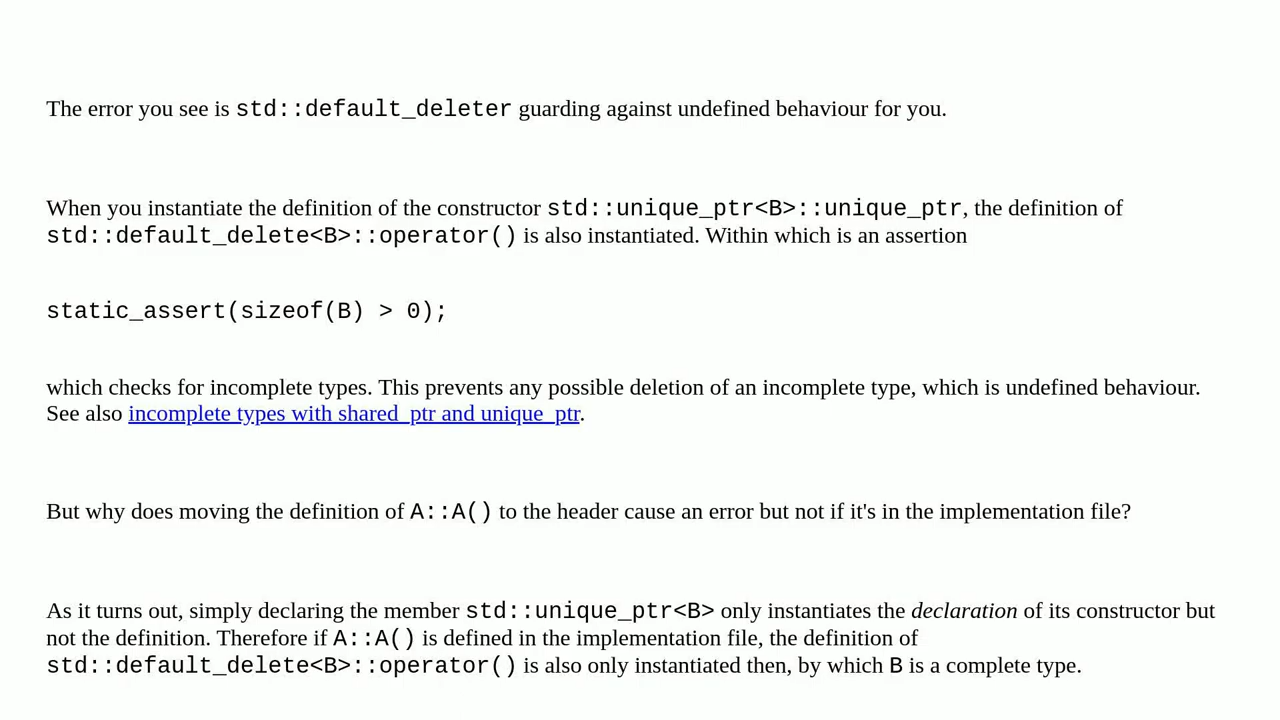 The error you see is std::default_deleter guarding against undefined behaviour for you.
When you instantiate the definition of the constructor std::unique_ptr<B>::unique_ptr, the definition of
std::default_delete<B>::operator() is also instantiated. Within which is an assertion
static_assert(sizeof(B) > 0);
which checks for incomplete types. This prevents any possible deletion of an incomplete type, which is undefined behaviour.
See also incomplete types with shared_ptr and unique_ptr.
But why does moving the definition of A::A() to the header cause an error but not if it's in the implementation file?
As it turns out, simply declaring the member std::unique_ptr<B> only instantiates the declaration of its constructor but
not the definition. Therefore if A::A() is defined in the implementation file, the definition of
std::default_delete<B>::operator() is also only instantiated then, by which B is a complete type.